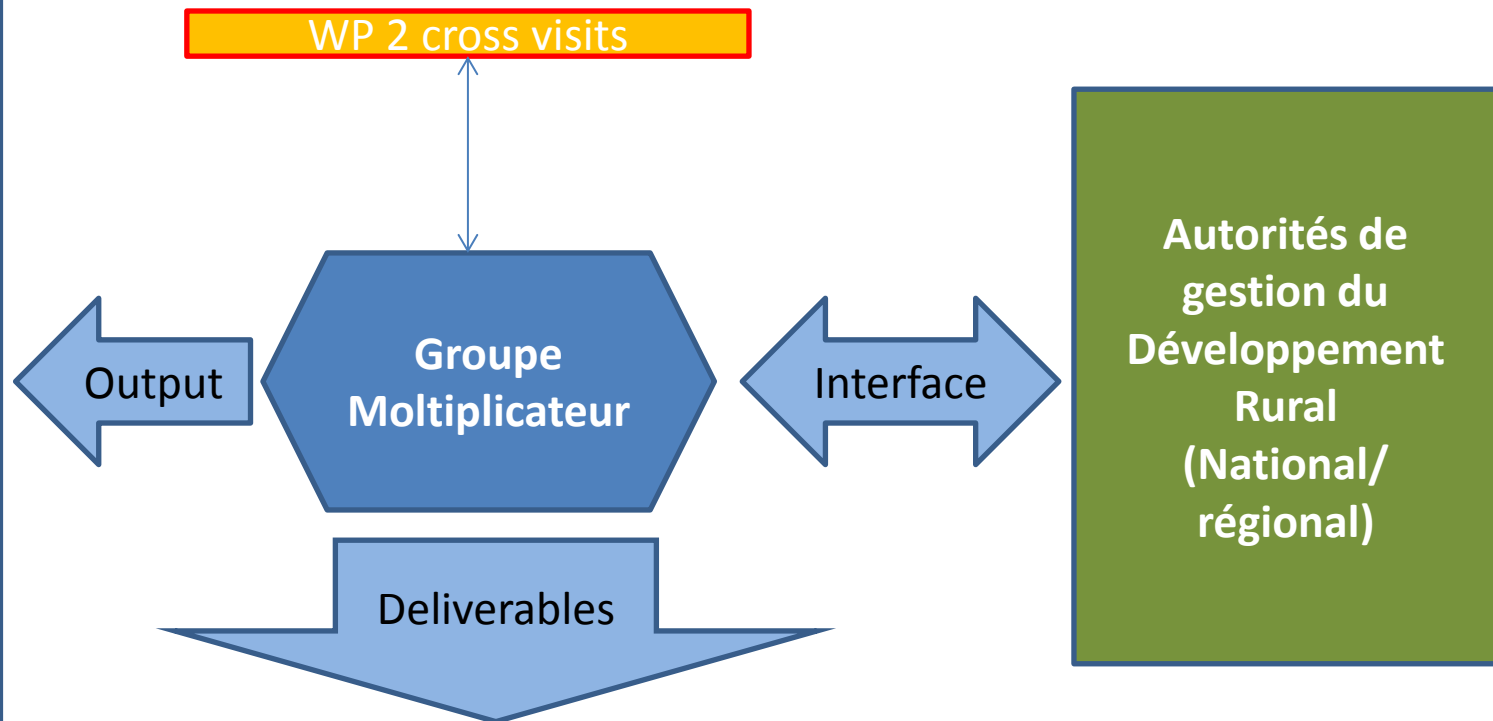 WP 2 cross visits
Output
Groupe
Moltiplicateur
Interface
Autorités de
gestion du
Développement
Rural
(National/
régional)
Deliverables